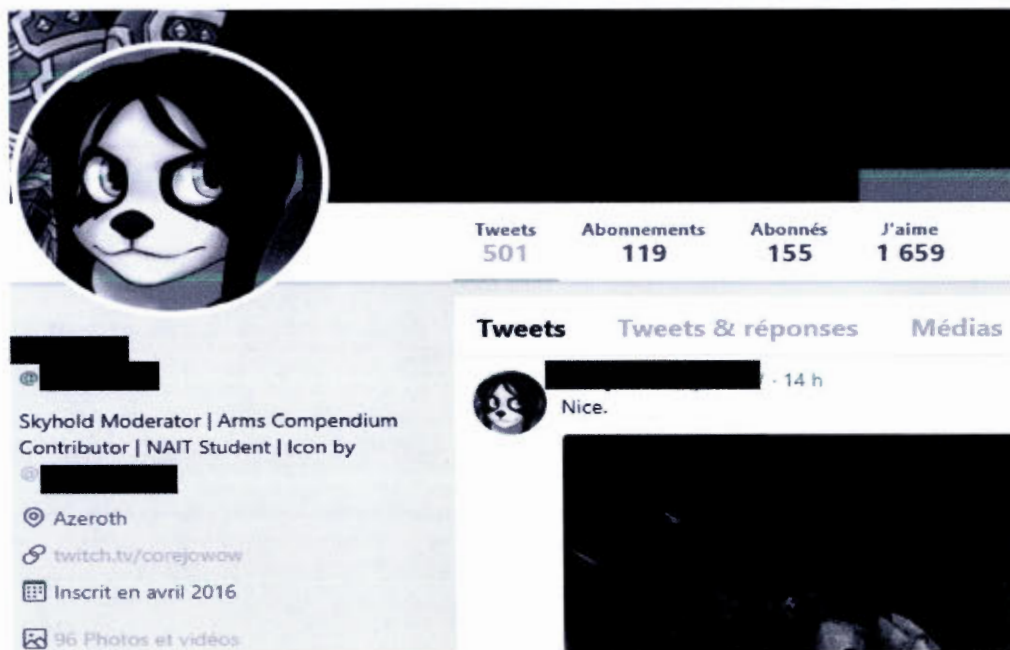 Tweets Abonnements Abonnés J'aime
501 119 155 1 659
Tweets Tweets & réponses Médias
@
Skyhold Moderator | Arms Compendium
Contributor | NAIT Student | Icon by
@
Azeroth
twitch.tv/corejowow
Inscrit en avril 2016
96 Photos et vidéos
· 14 h
Nice.